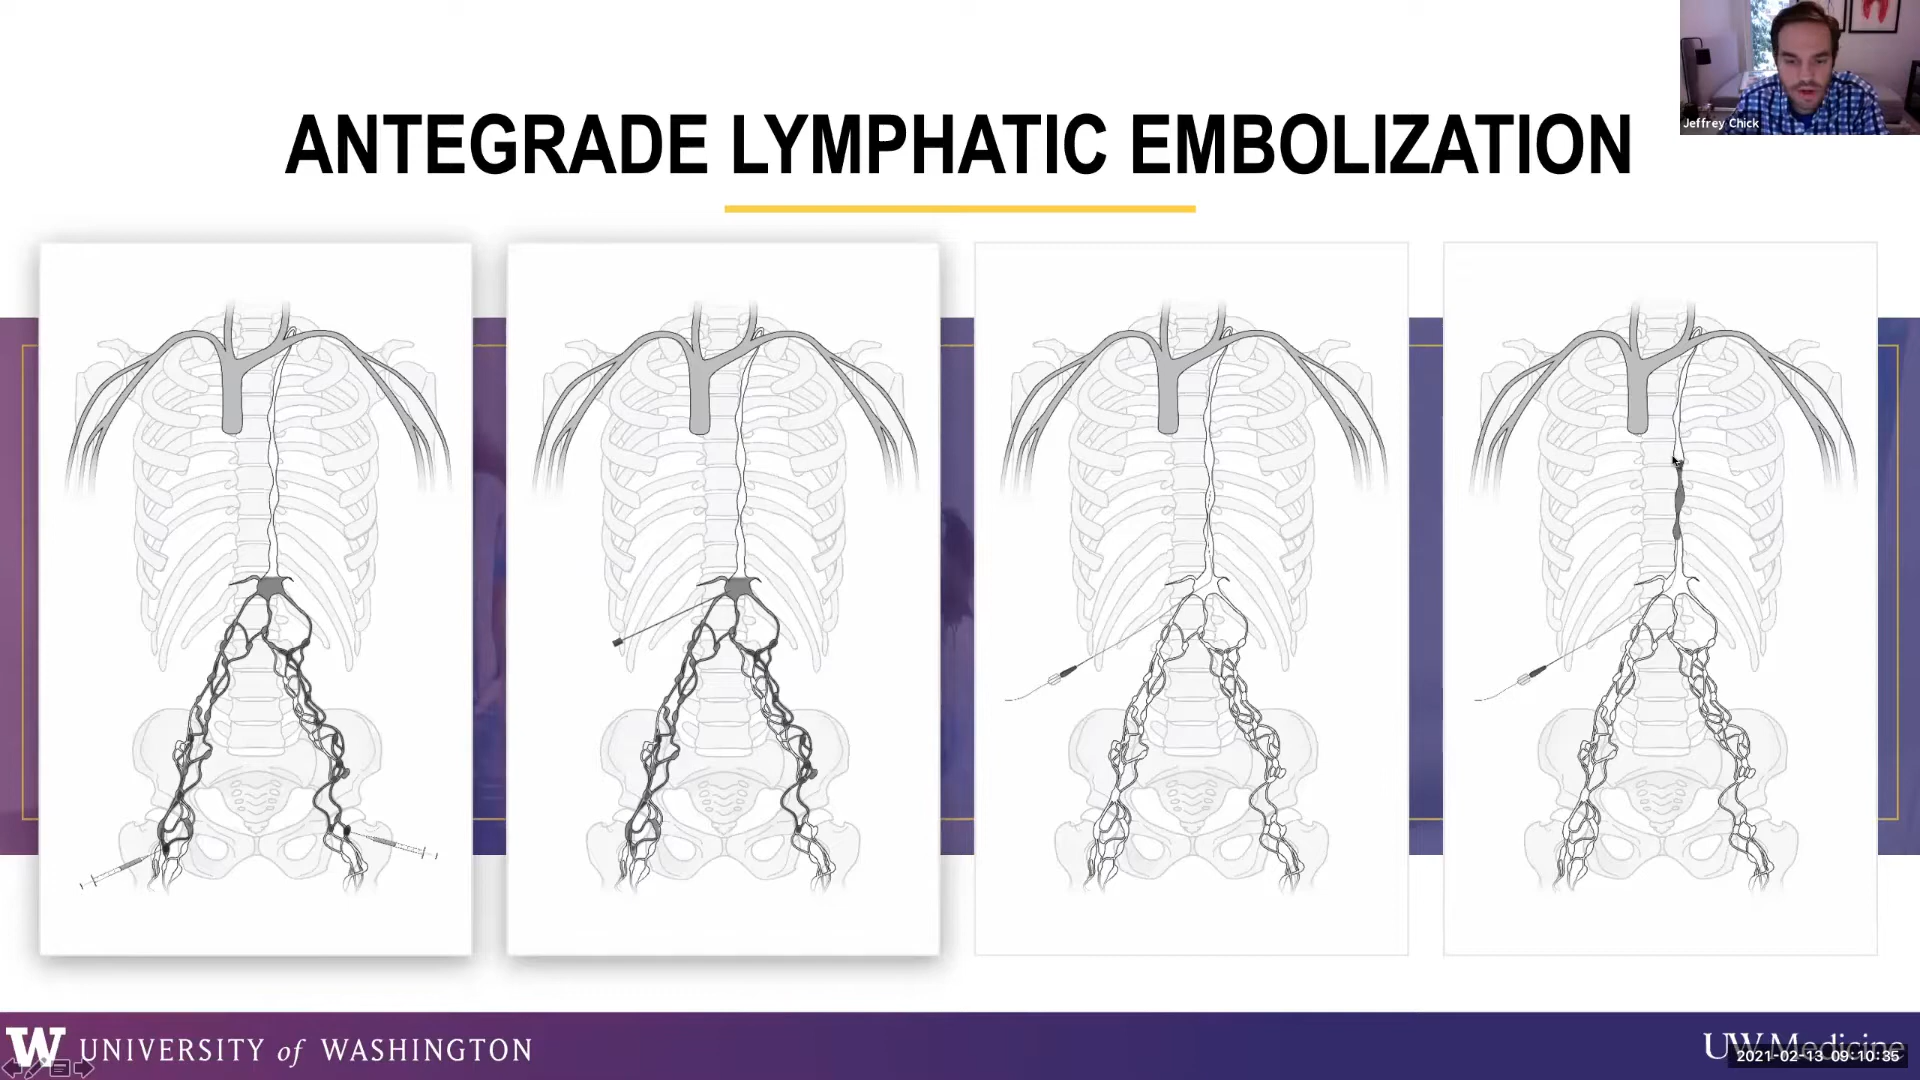 Jeffrey Chick
ANTEGRADE LYMPHATIC EMBOLIZATION
W UNIVERSITY of WASHINGTON
UW Medicine
2021-02-13 09:10:35